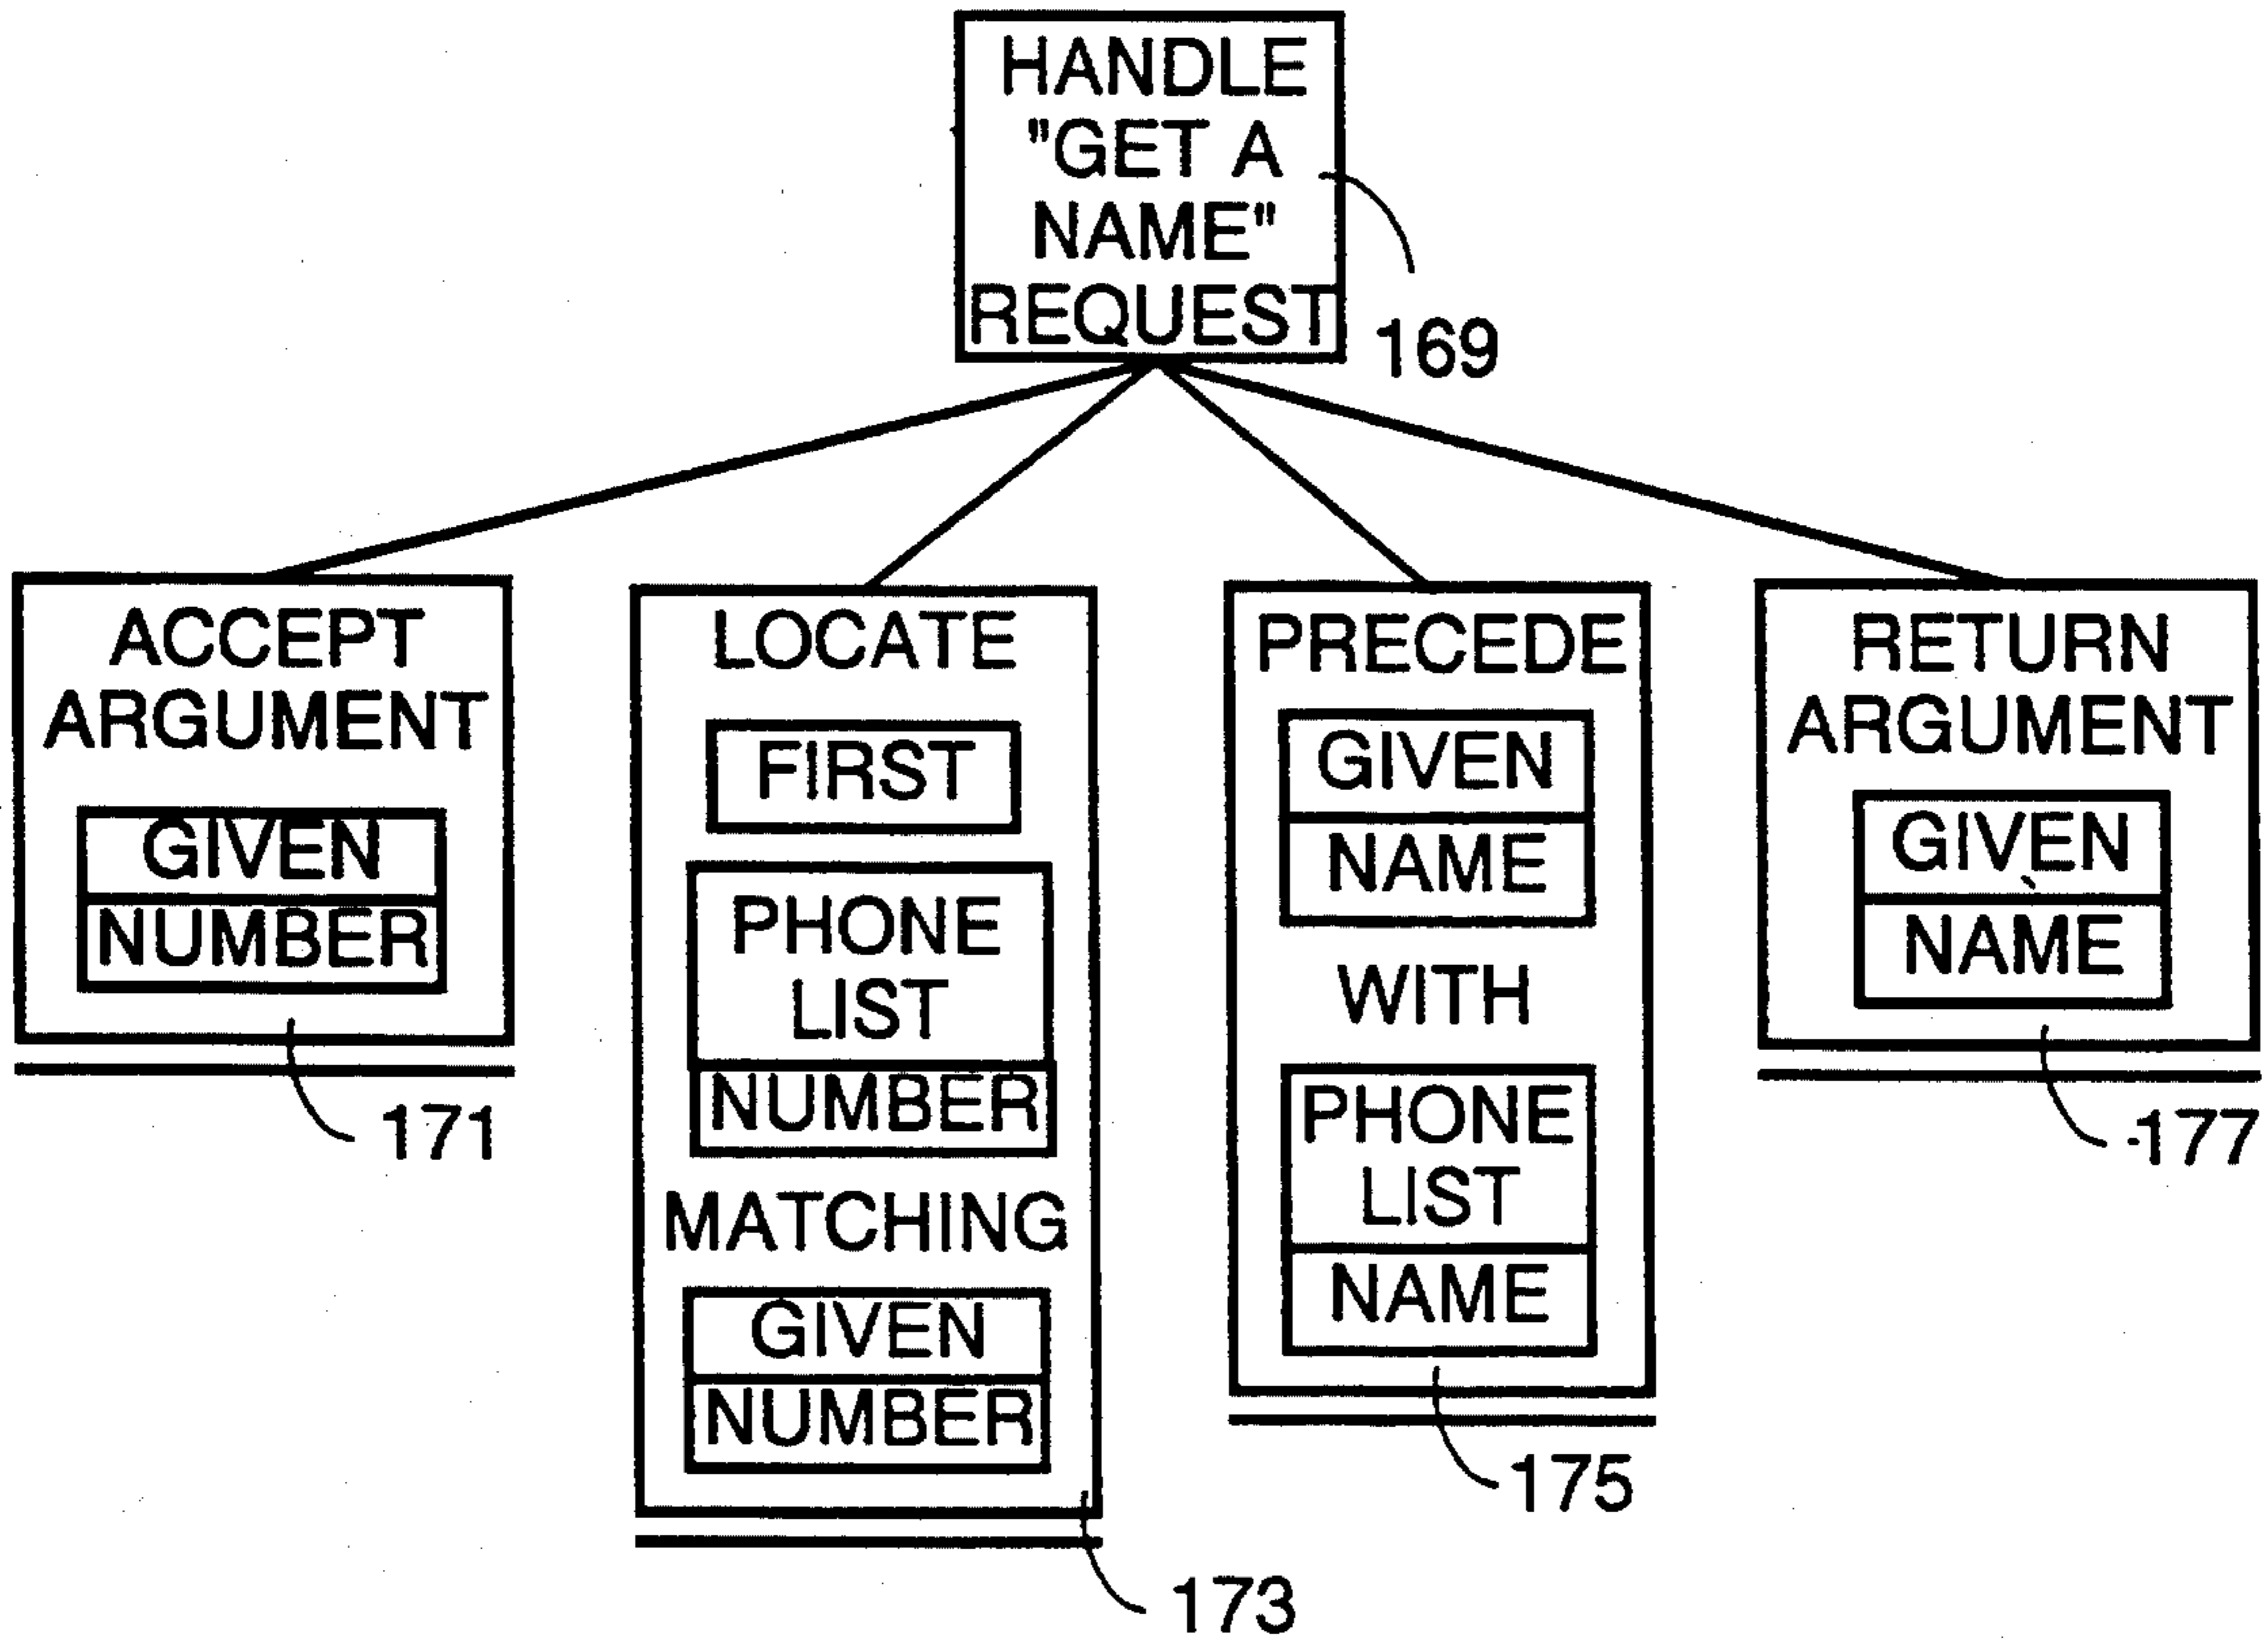 HANDLE
"GET A
NAME"
REQUEST
169
ACCEPT
ARGUMENT
GIVEN
NUMBER
171
LOCATE
FIRST
PHONE
LIST
NUMBER
MATCHING
GIVEN
NUMBER
173
PRECEDE
GIVEN
NAME
WITH
PHONE
LIST
NAME
175
RETURN
ARGUMENT
GIVEN
NAME
177